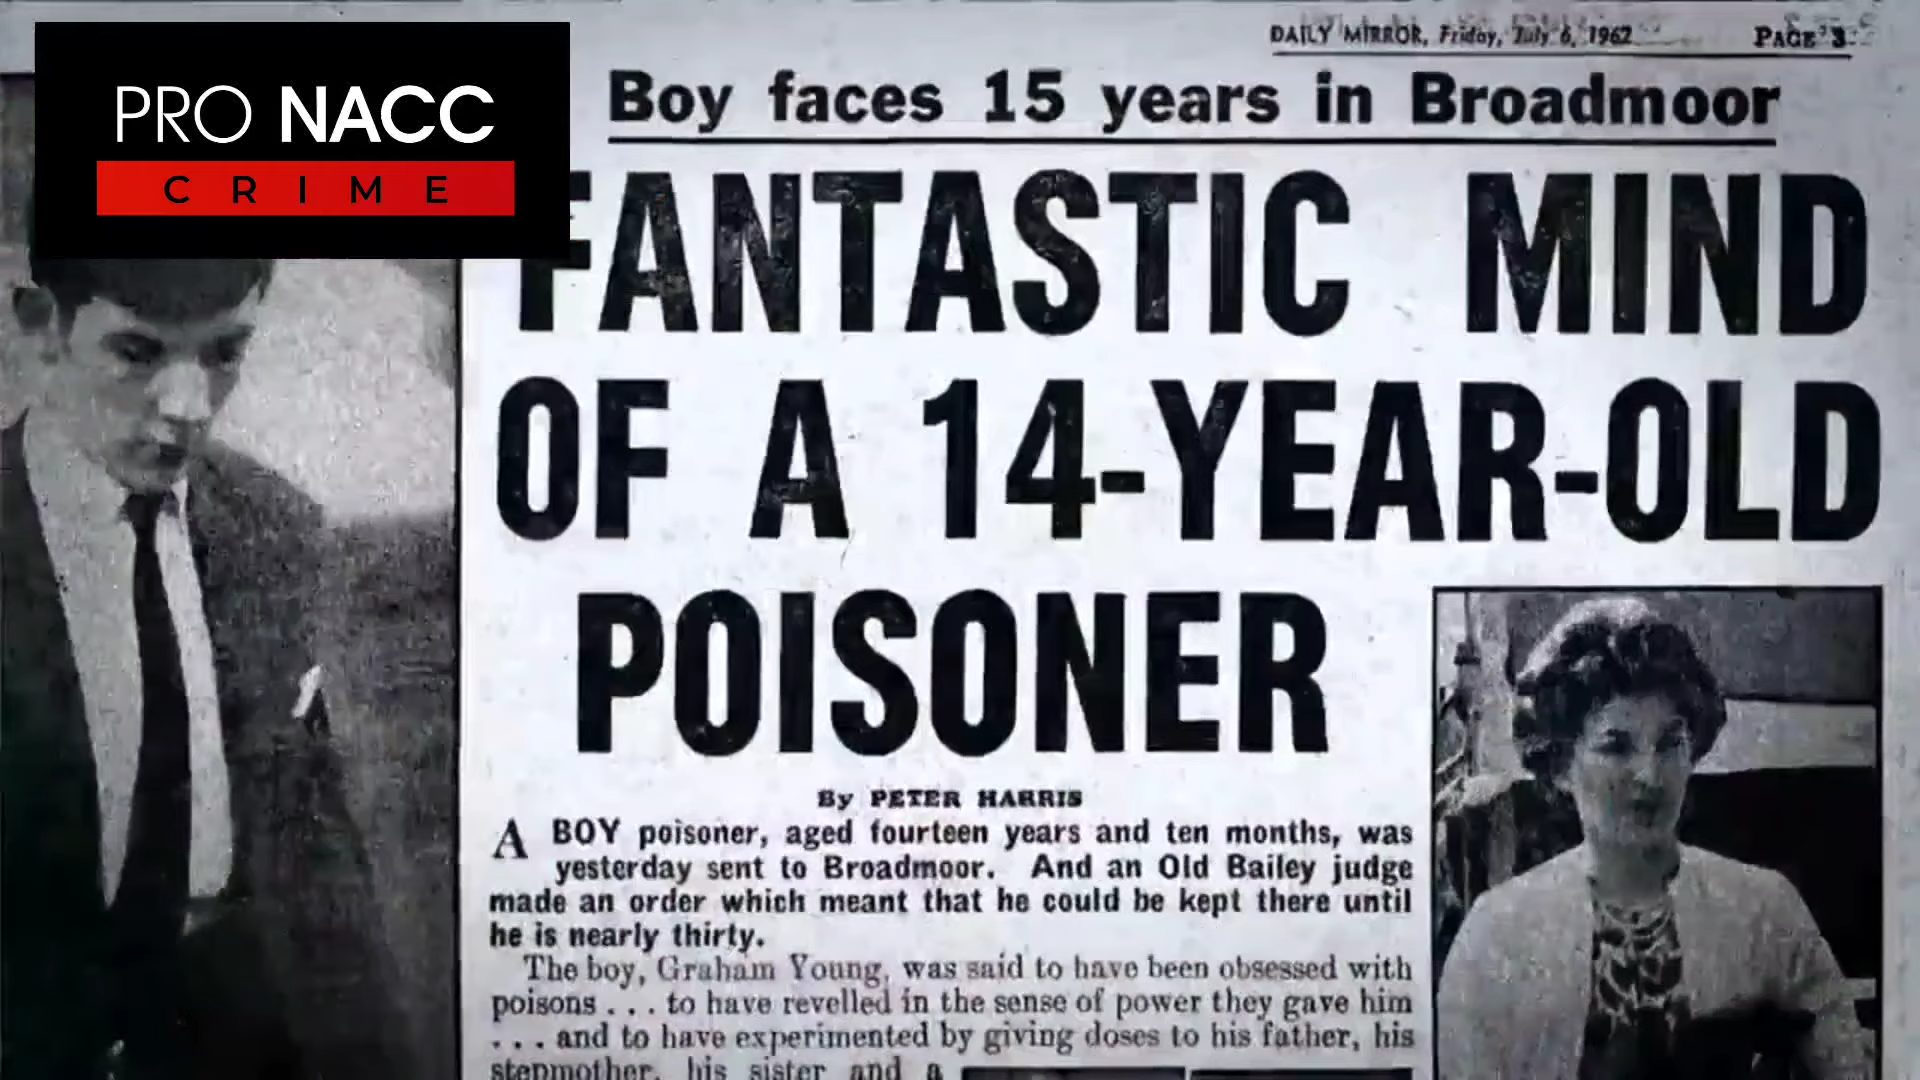 PRO NACC
CRIME
DAILY MIRROR, Friday, July 6, 1962 PAGE 3
Boy faces 15 years in Broadmoor
FANTASTIC MIND
OF A 14-YEAR-OLD
POISONER
By PETER HARRIS
A BOY poisoner, aged fourteen years and ten months, was
yesterday sent to Broadmoor. And an Old Bailey judge
made an order which meant that he could be kept there until
he is nearly thirty.
The boy, Graham Young, was said to have been obsessed with
poisons . . . to have revelled in the sense of power they gave him
. . . and to have experimented by giving doses to his father, his
stepmother, his sister and a